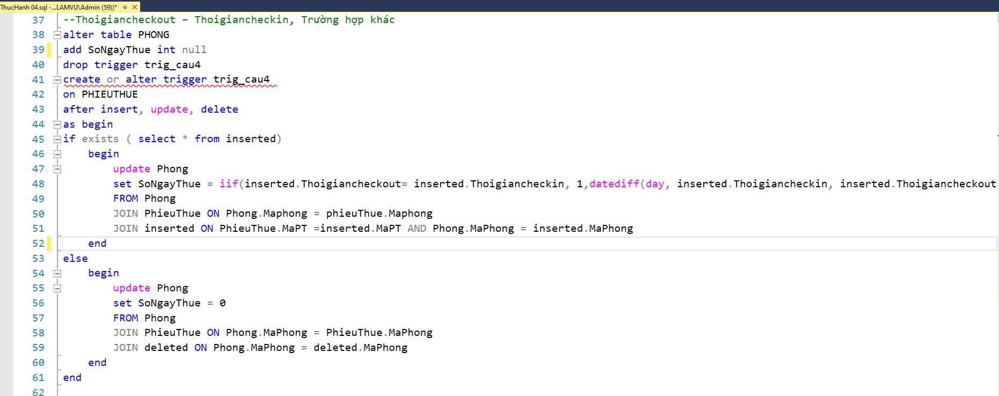 ThucHanh 04.sql -...LAMVU\Admin (59))*
37 --Thoigiancheckout – Thoigiancheckin, Trường hợp khác
38 alter table PHONG
39 add SoNgayThue int null
40 drop trigger trig_cau4
41 create or alter trigger trig_cau4
42 on PHIEUTHUE
43 after insert, update, delete
44 as begin
45 if exists ( select * from inserted)
46 begin
47 update Phong
48 set SoNgayThue = iif(inserted.Thoigiancheckout= inserted.Thoigiancheckin, 1,datediff(day, inserted.Thoigiancheckin, inserted.Thoigiancheckout
49 FROM Phong
50 JOIN PhieuThue ON Phong.Maphong = phieuThue.Maphong
51 JOIN inserted ON PhieuThue.MaPT =inserted.MaPT AND Phong.MaPhong = inserted.MaPhong
52 end
53 else
54 begin
55 update Phong
56 set SoNgayThue = 0
57 FROM Phong
58 JOIN PhieuThue ON Phong.MaPhong = PhieuThue.MaPhong
59 JOIN deleted ON Phong.MaPhong = deleted.MaPhong
60 end
61 end
62